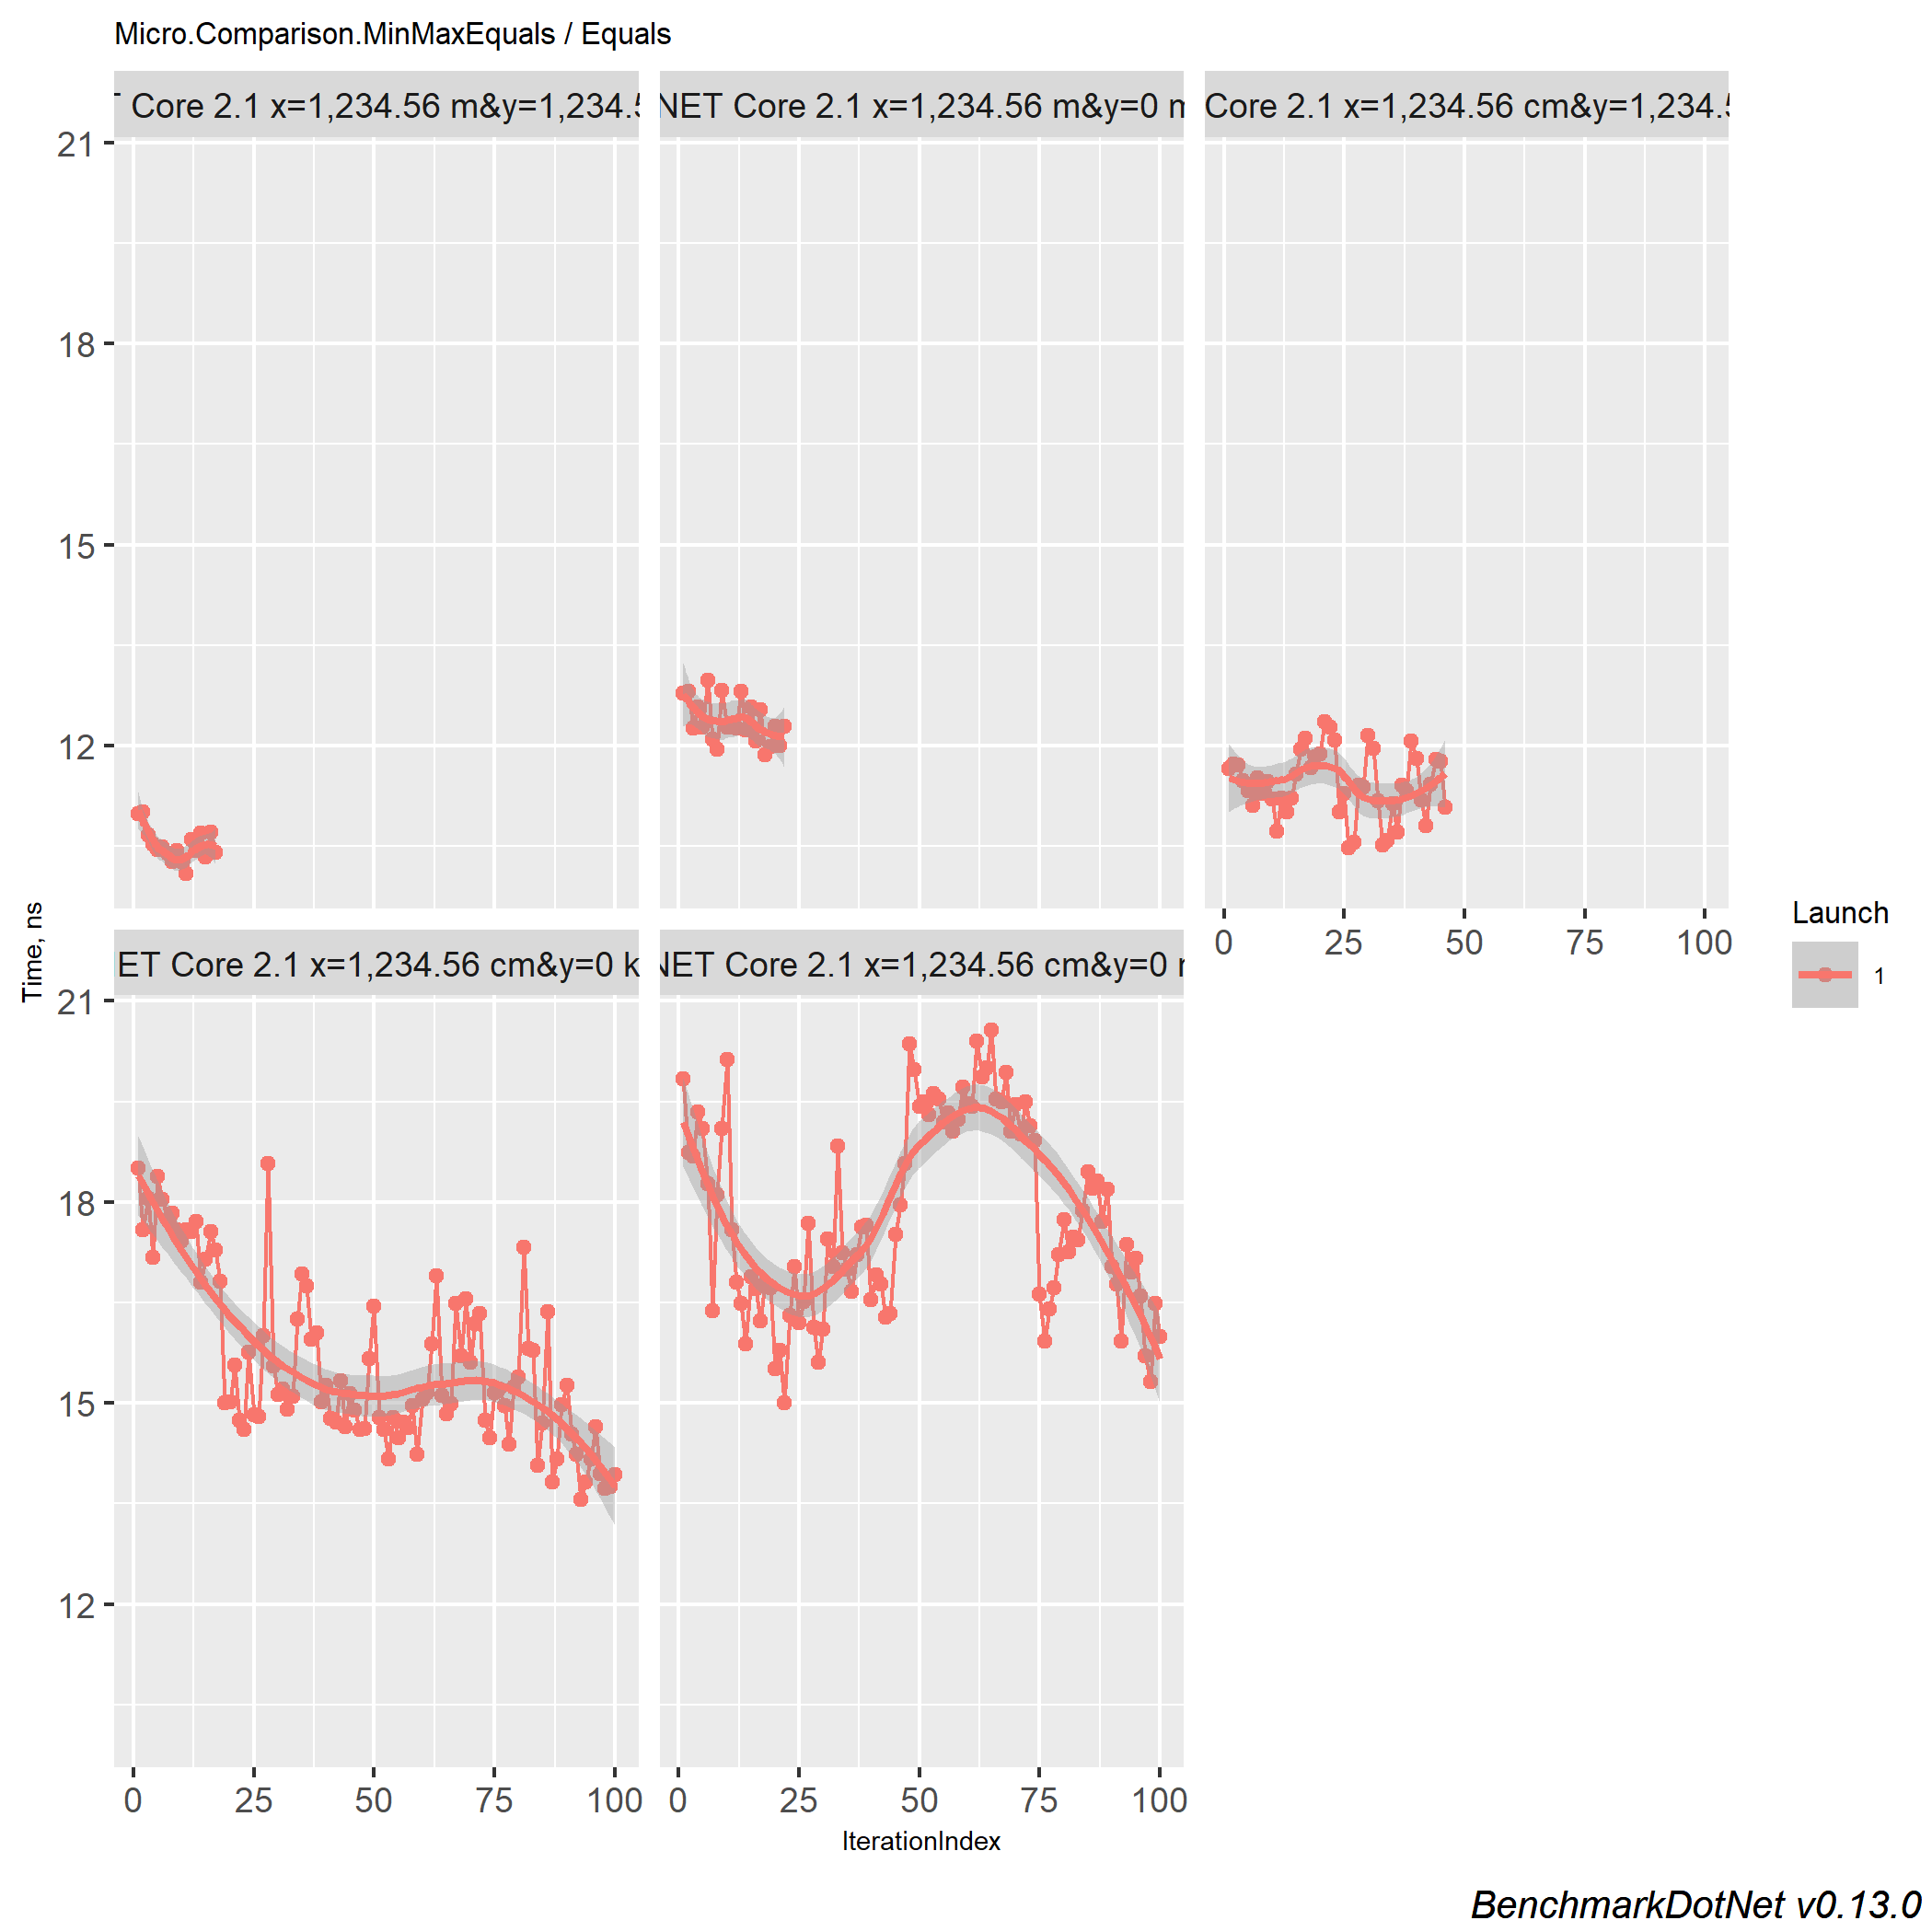 Micro.Comparison.MinMaxEquals / Equals
Core 2.1 x=1,234.56 m&y=1,234.5
NET Core 2.1 x=1,234.56 m&y=0 m
Core 2.1 x=1,234.56 cm&y=1,234.5
21
18
15
12
0 25 50 75 100
Time, ns
Launch
1
ET Core 2.1 x=1,234.56 cm&y=0 k
NET Core 2.1 x=1,234.56 cm&y=0
21
18
15
12
0 25 50 75 100
0 25 50 75 100
IterationIndex
BenchmarkDotNet v0.13.0